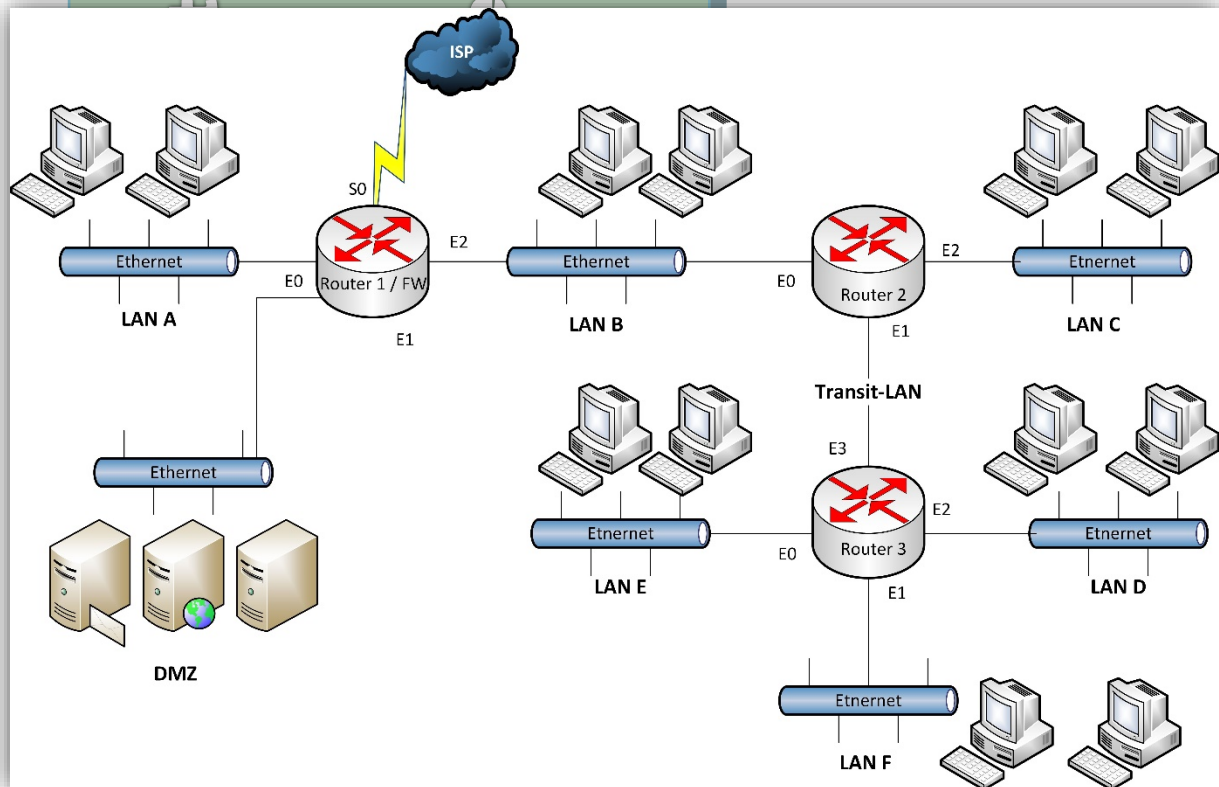 ISP
S0
E2
E2
Ethernet
Ethernet
Etnernet
E0
Router 1 / FW
E0
Router 2
LAN A
E1
LAN B
E1
LAN C
Transit-LAN
E3
Ethernet
E2
Etnernet
Etnernet
E0
Router 3
LAN E
E1
LAN D
DMZ
Etnernet
LAN F